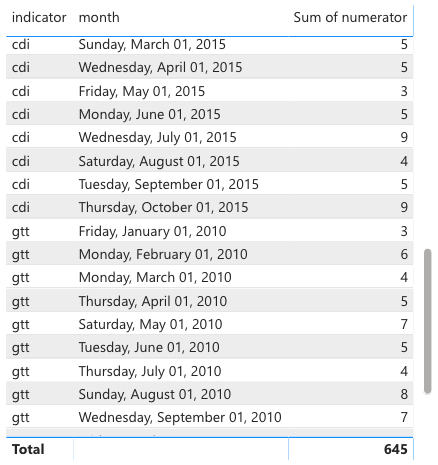 indicator month Sum of numerator
cdi Sunday, March 01, 2015 5
cdi Wednesday, April 01, 2015 5
cdi Friday, May 01, 2015 3
cdi Monday, June 01, 2015 5
cdi Wednesday, July 01, 2015 9
cdi Saturday, August 01, 2015 4
cdi Tuesday, September 01, 2015 5
cdi Thursday, October 01, 2015 9
gtt Friday, January 01, 2010 3
gtt Monday, February 01, 2010 6
gtt Monday, March 01, 2010 4
gtt Thursday, April 01, 2010 5
gtt Saturday, May 01, 2010 7
gtt Tuesday, June 01, 2010 5
gtt Thursday, July 01, 2010 4
gtt Sunday, August 01, 2010 8
gtt Wednesday, September 01, 2010 7
Total 645